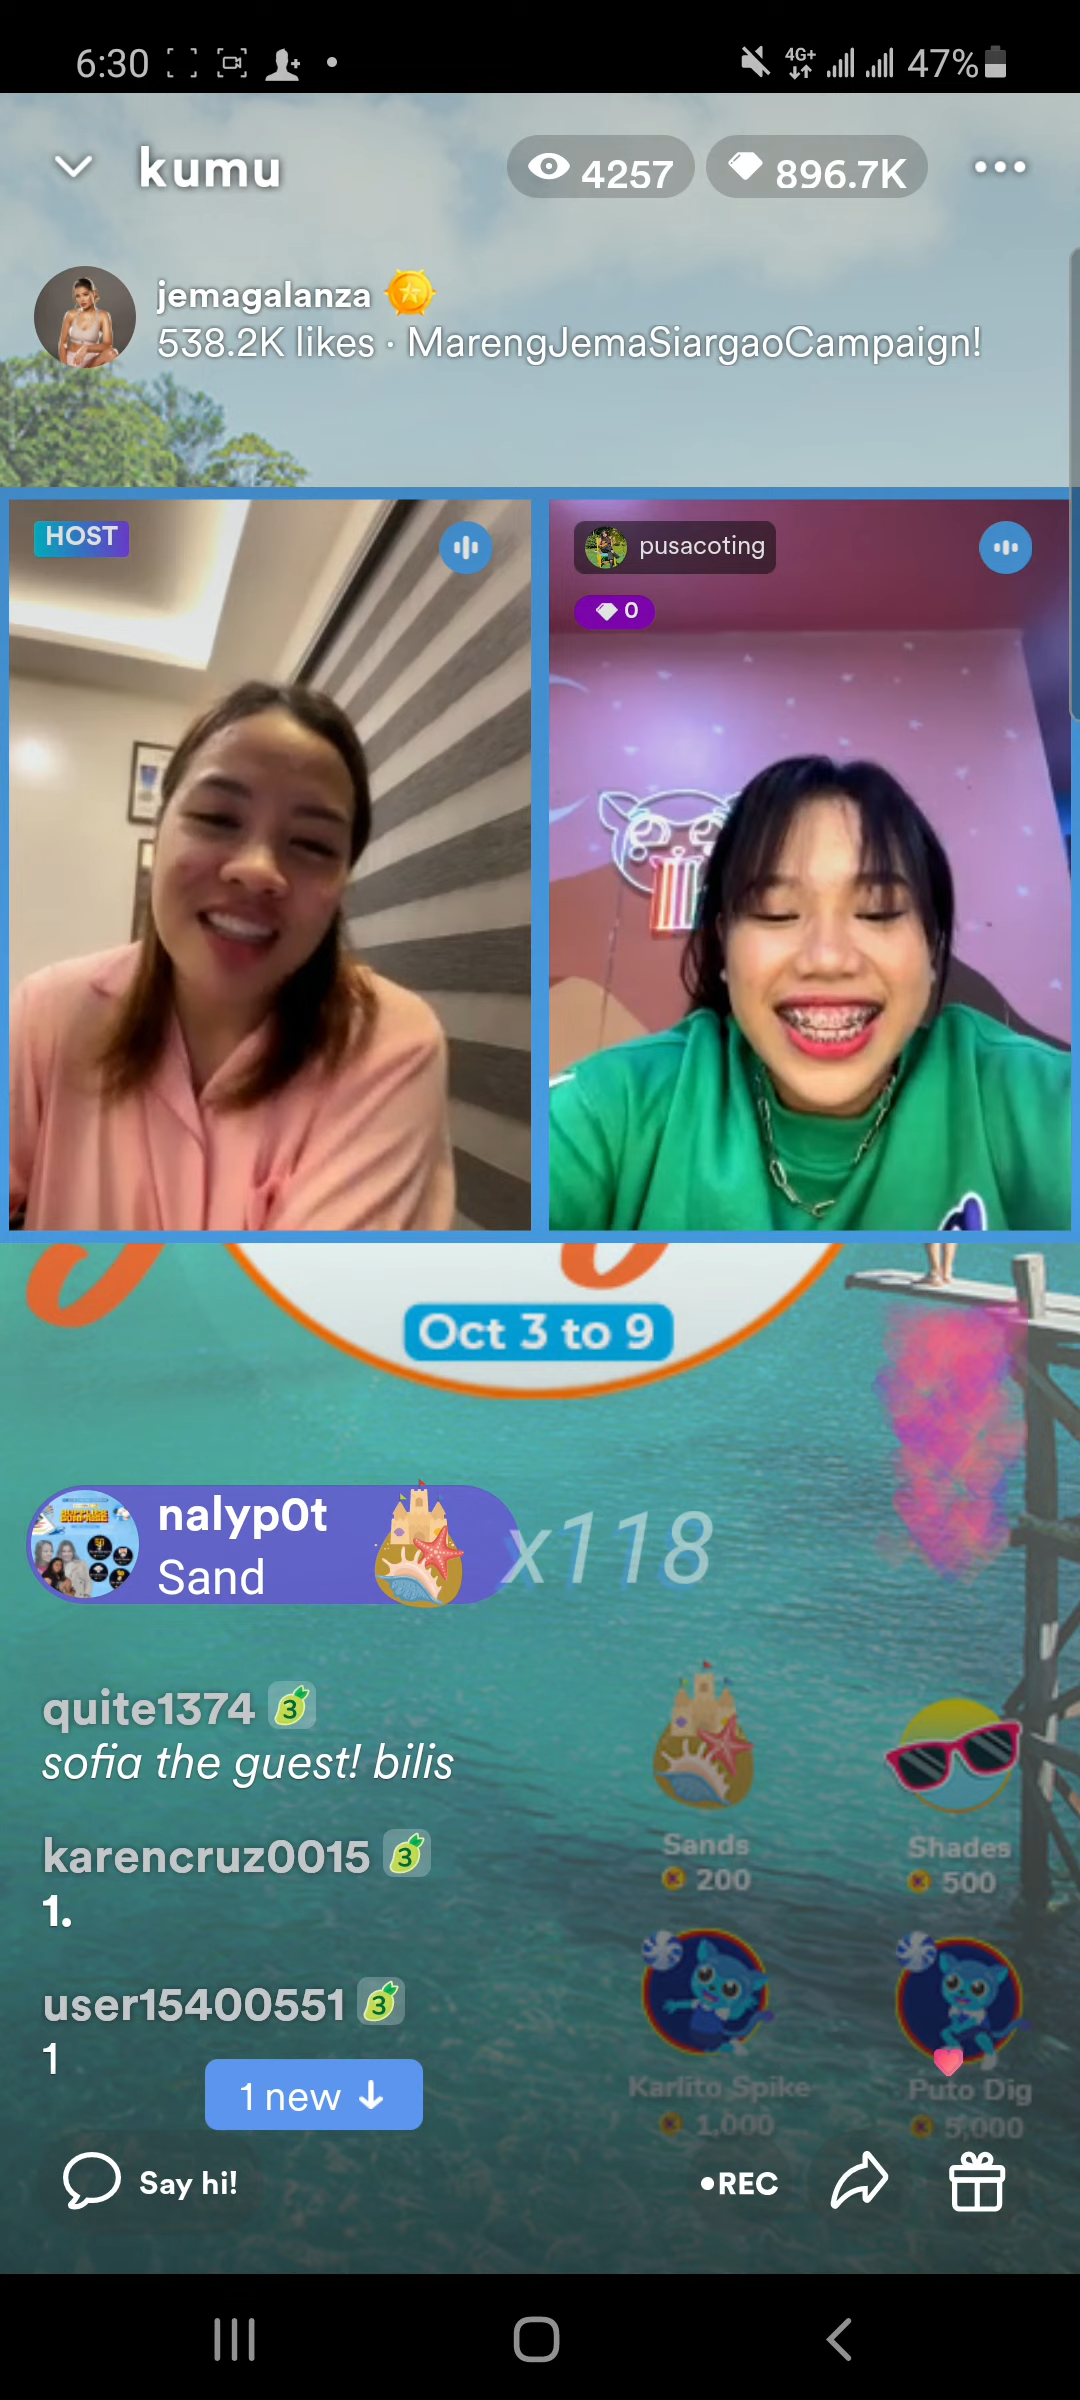 6:30
4G+
47%
kumu
4257
896.7K
jemagalanza
538.2K likes · MarengJemaSiargaoCampaign!
HOST
pusacoting
0
Oct 3 to 9
nalyp0t
Sand
x118
quite1374 3
sofia the guest! bilis
karencruz0015 3
1.
user15400551 3
1
1 new
Sands
200
Shades
500
Karlito Spike
1,000
Puto Dig
5,000
Say hi!
•REC